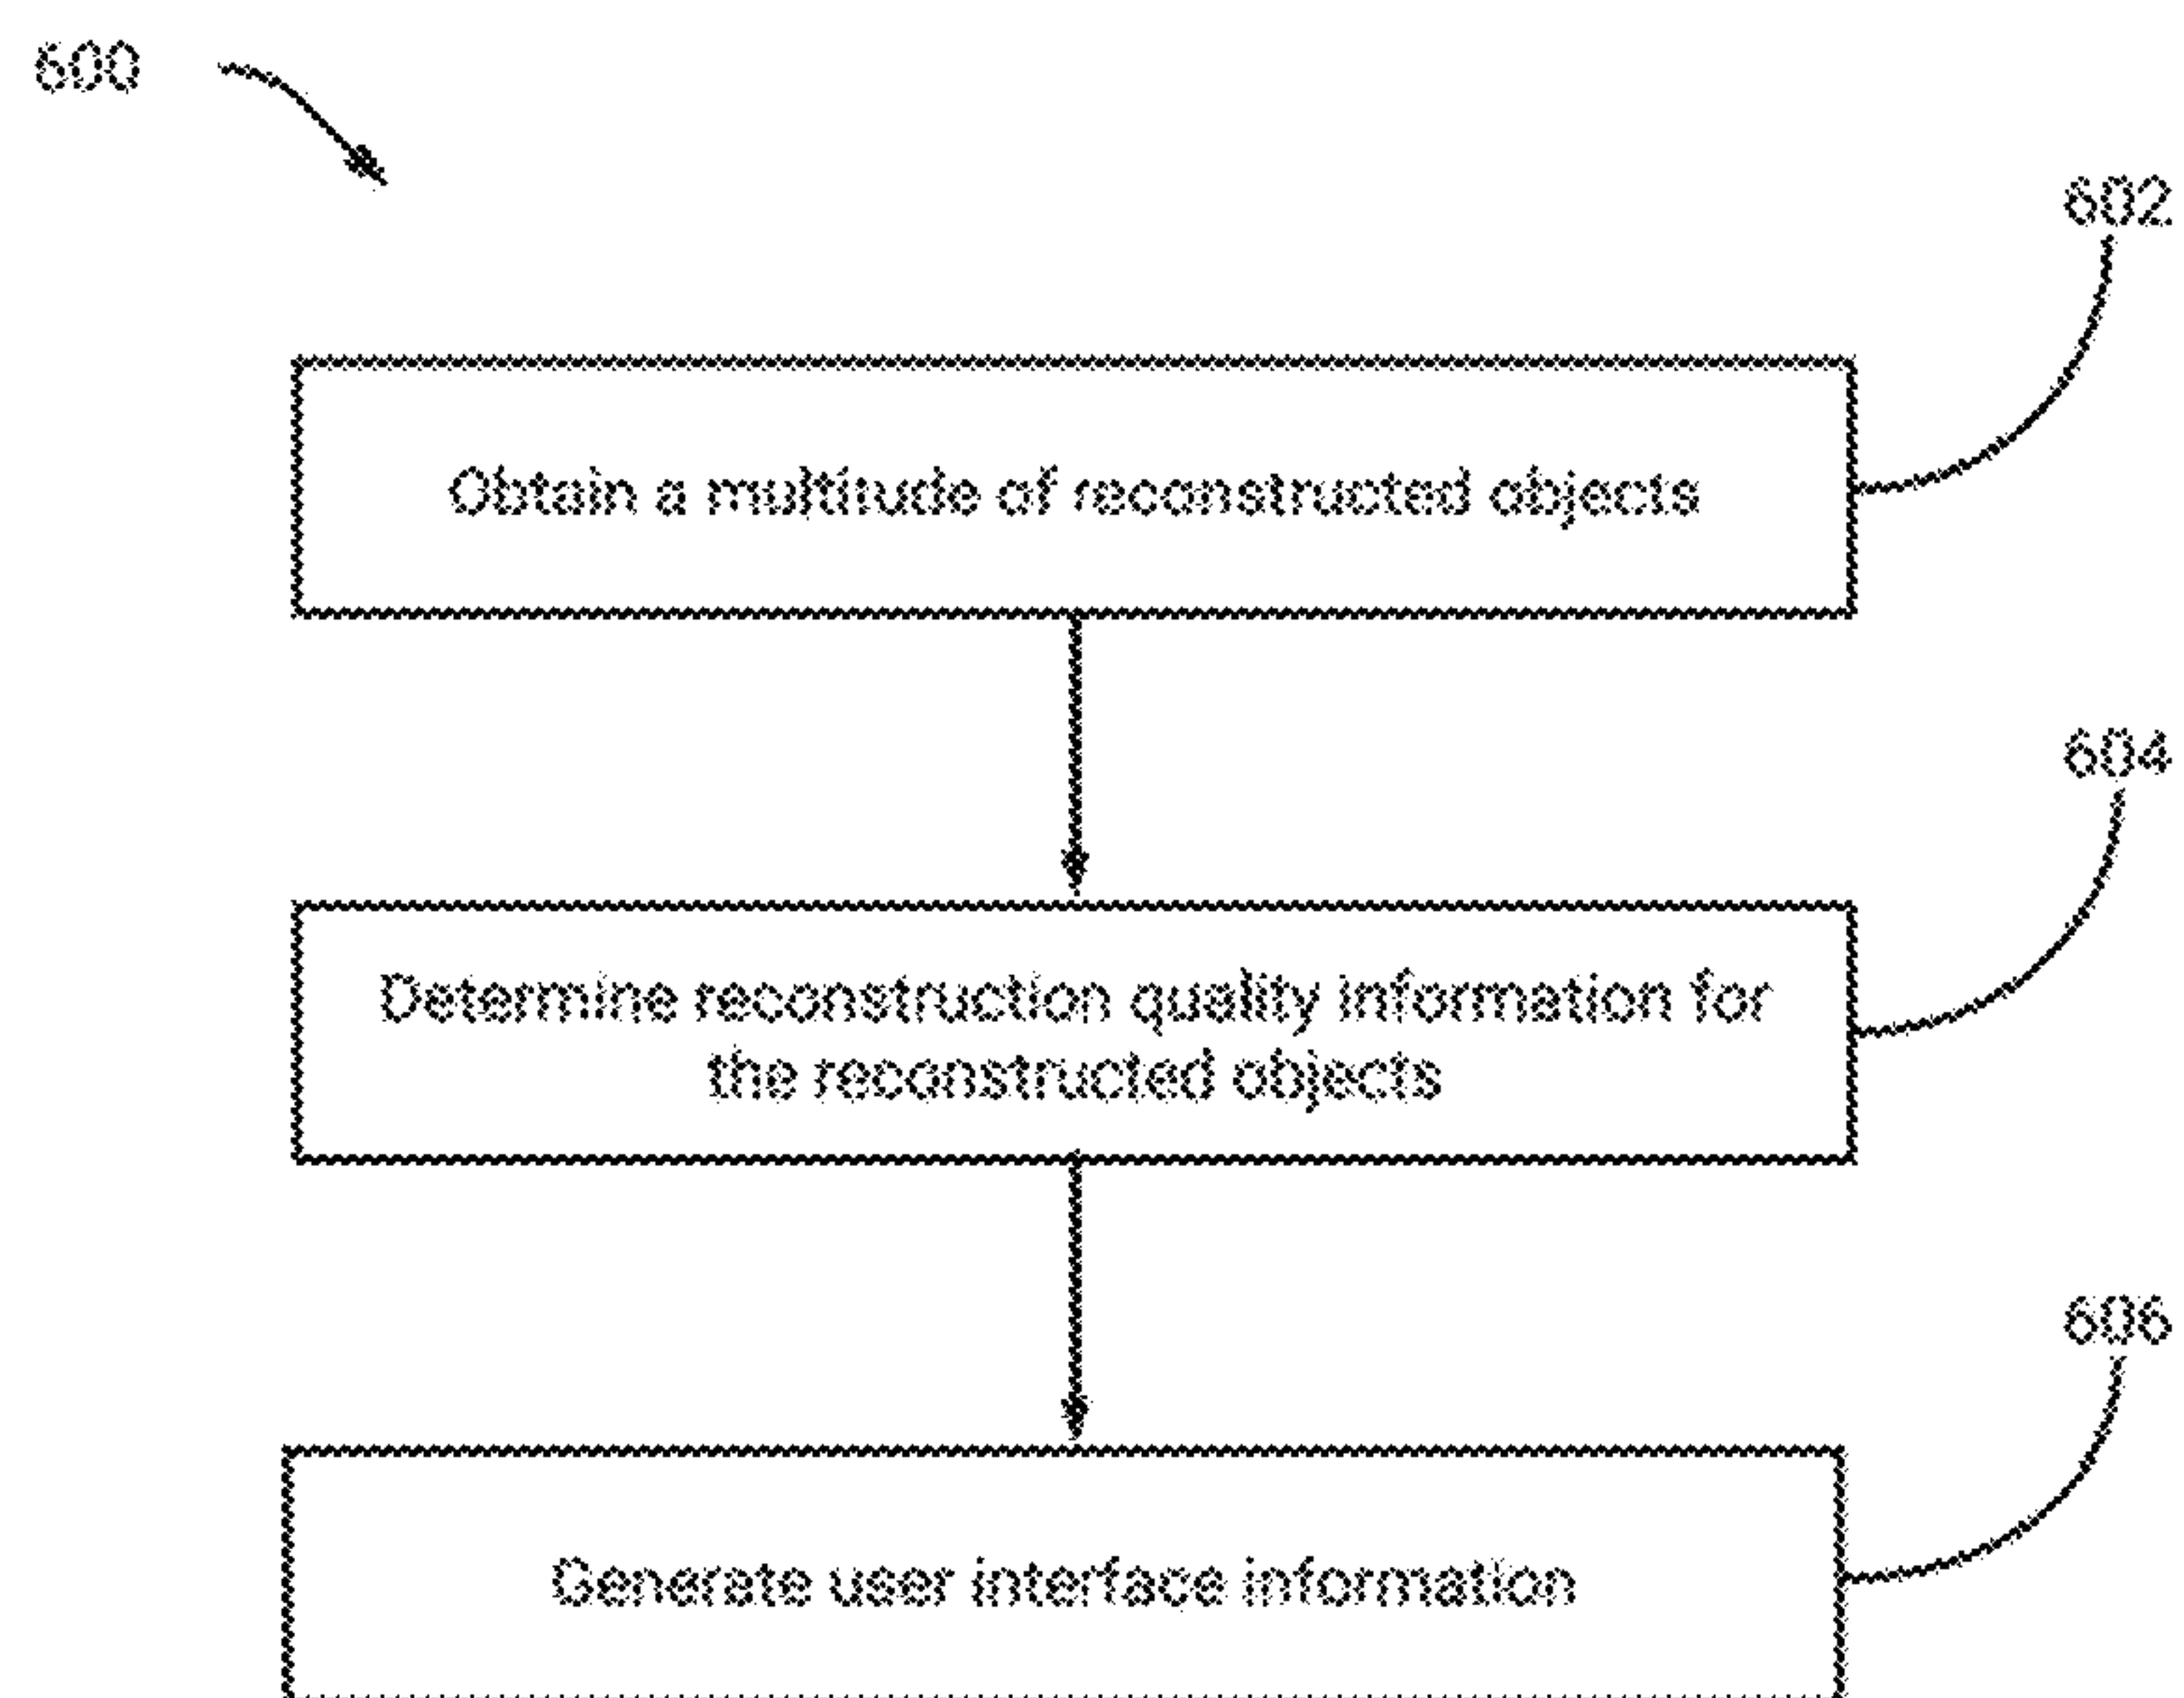 600
602
Obtain a multitude of reconstructed objects
604
Determine reconstruction quality information for
the reconstructed objects
606
Generate user interface information